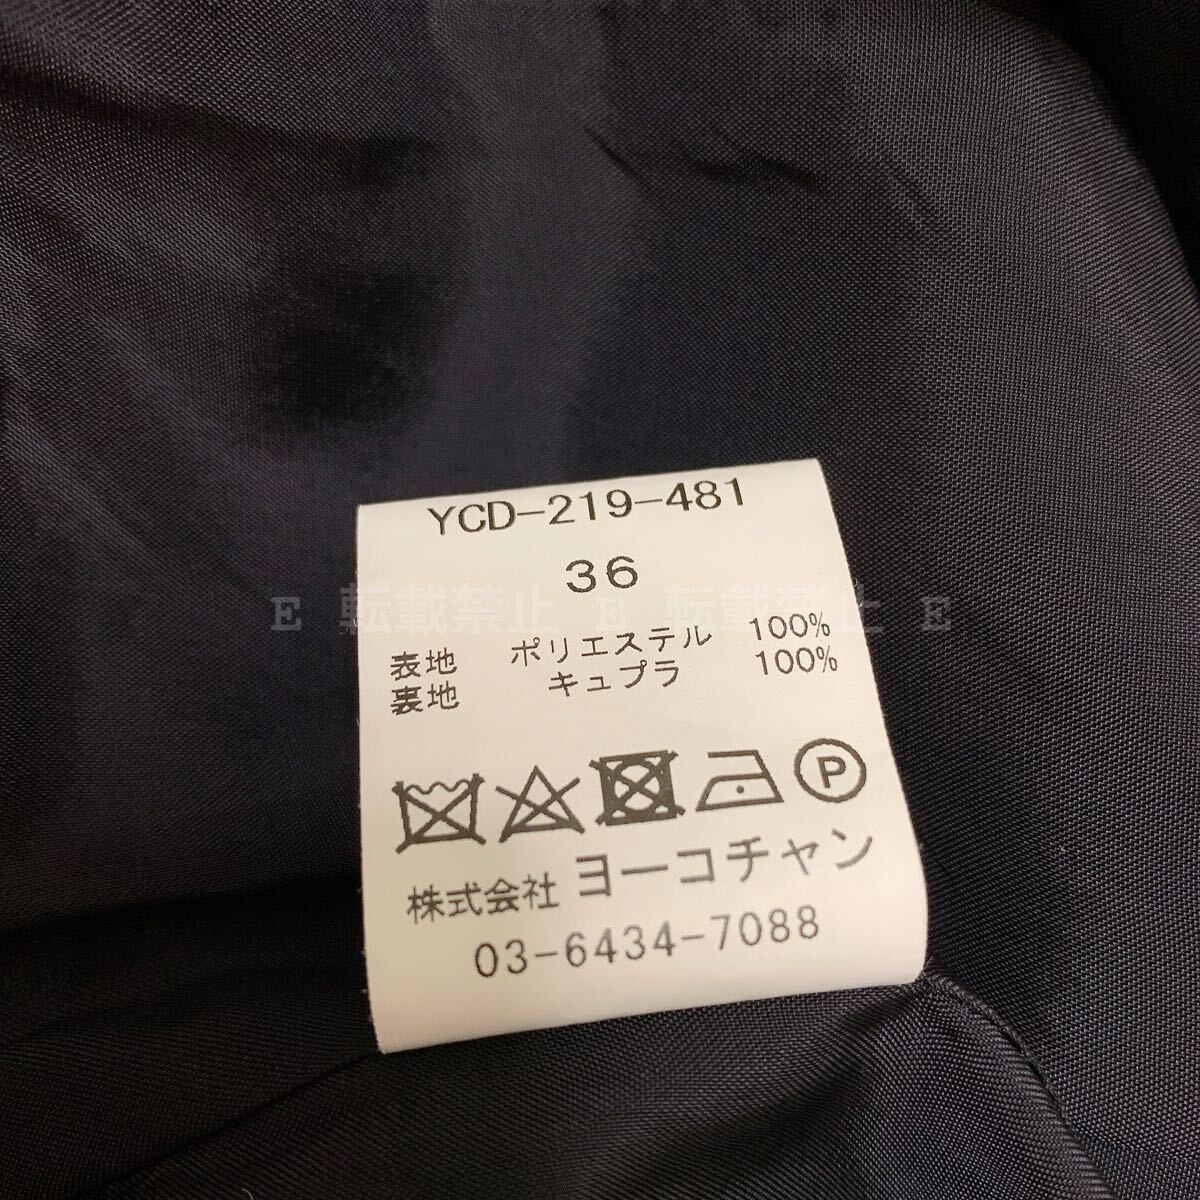 YCD-219-481
36
E 転載禁止 E 転載禁止 E
表地 ポリエステル 100%
裏地 キュプラ 100%
P
株式会社 ヨーコチャン
03-6434-7088